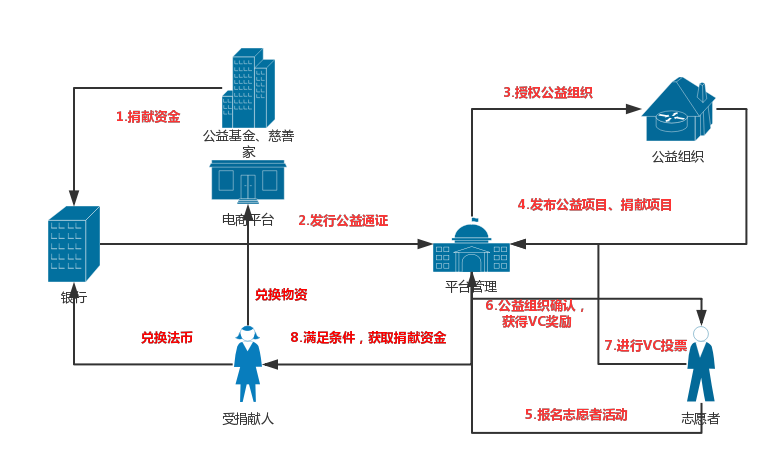 1.捐献资金
公益基金、慈善
家
电商平台
银行
2.发行公益通证
3.授权公益组织
公益组织
4.发布公益项目、捐献项目
平台管理
兑换物资
兑换法币
受捐献人
8.满足条件，获取捐献资金
6.公益组织确认，
获得VC奖励
7.进行VC投票
志愿者
5.报名志愿者活动